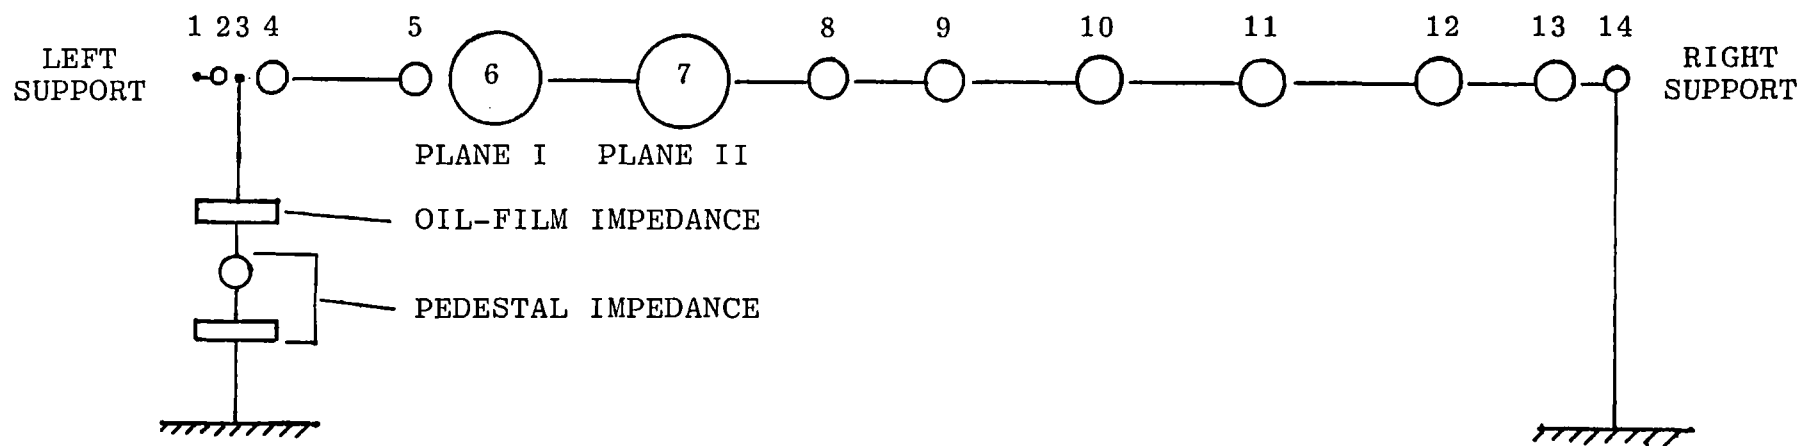 1 2 3 4 5 8 9 10 11 12 13 14
LEFT SUPPORT
6 7
RIGHT SUPPORT
PLANE I PLANE II
OIL-FILM IMPEDANCE
PEDESTAL IMPEDANCE